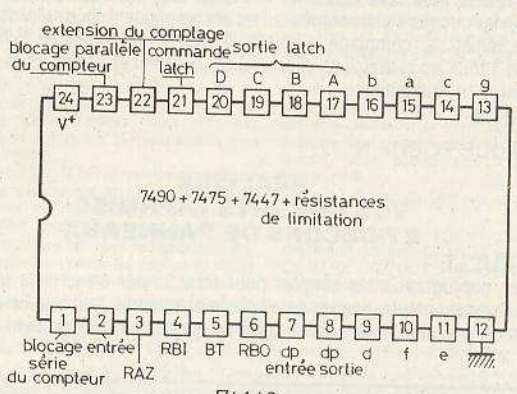 extension du comptage
blocage parallèle
du compteur
commande
latch
sortie latch
D C B A b a c g
24 23 22 21 20 19 18 17 16 15 14 13
V+
7490 + 7475 + 7447 + résistances
de limitation
1 2 3 4 5 6 7 8 9 10 11 12
blocage entrée
série
du compteur
RAZ
RBI BT RBO dp dp d f e
entrée sortie